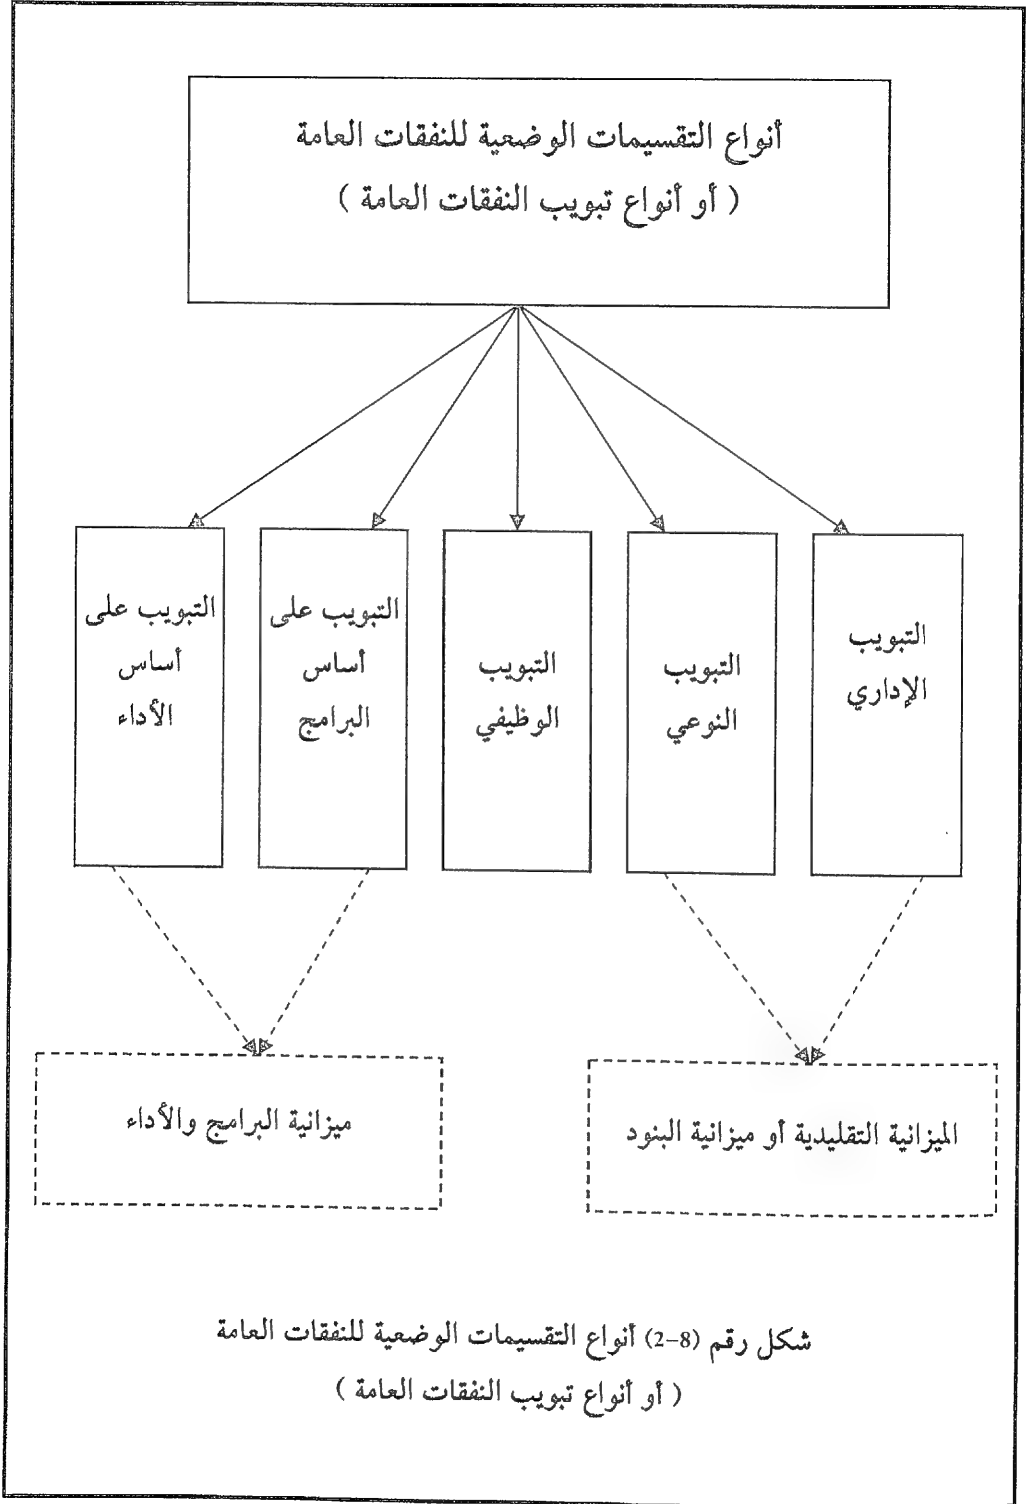 أنواع التقسيمات الوضعية للنفقات العامة
( أو أنواع تبويب النفقات العامة )
التبويب
الإداري
التبويب
النوعي
التبويب
الوظيفي
التبويب على
أساس
البرامج
التبويب على
أساس
الأداء
الميزانية التقليدية أو ميزانية البنود
ميزانية البرامج والأداء
شكل رقم (8-2) أنواع التقسيمات الوضعية للنفقات العامة
( أو أنواع تبويب النفقات العامة )